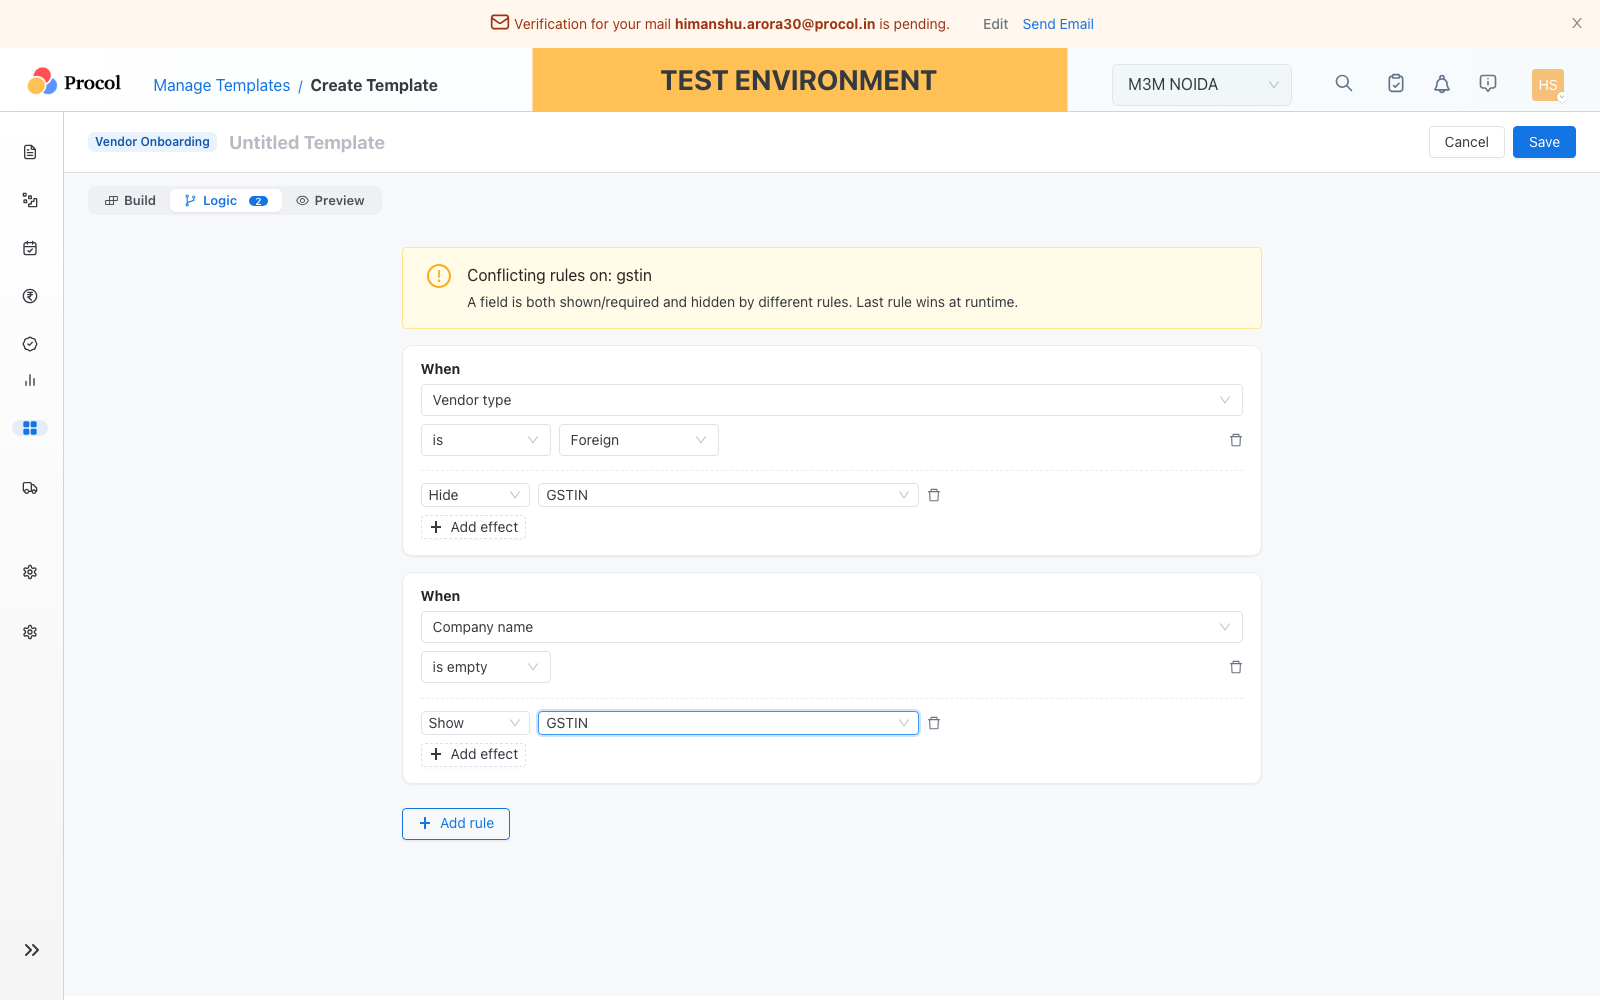 Verification for your mail himanshu.arora30@procol.in is pending. Edit Send Email
Procol
Manage Templates / Create Template
TEST ENVIRONMENT
M3M NOIDA
HS
Vendor Onboarding
Untitled Template
Cancel
Save
Build
Logic 2
Preview
Conflicting rules on: gstin
A field is both shown/required and hidden by different rules. Last rule wins at runtime.
When
Vendor type
is
Foreign
Hide
GSTIN
+ Add effect
When
Company name
is empty
Show
GSTIN
+ Add effect
+ Add rule